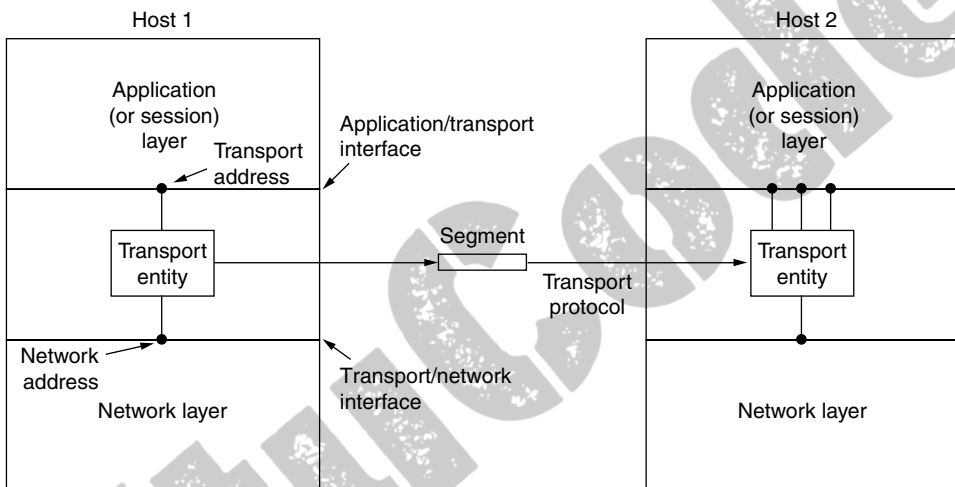 Host 1
Host 2
Application
(or session)
layer
Transport
address
Application/transport
interface
Application
(or session)
layer
Transport
entity
Segment
Transport
protocol
Transport
entity
Network
address
Transport/network
interface
Network layer
Network layer